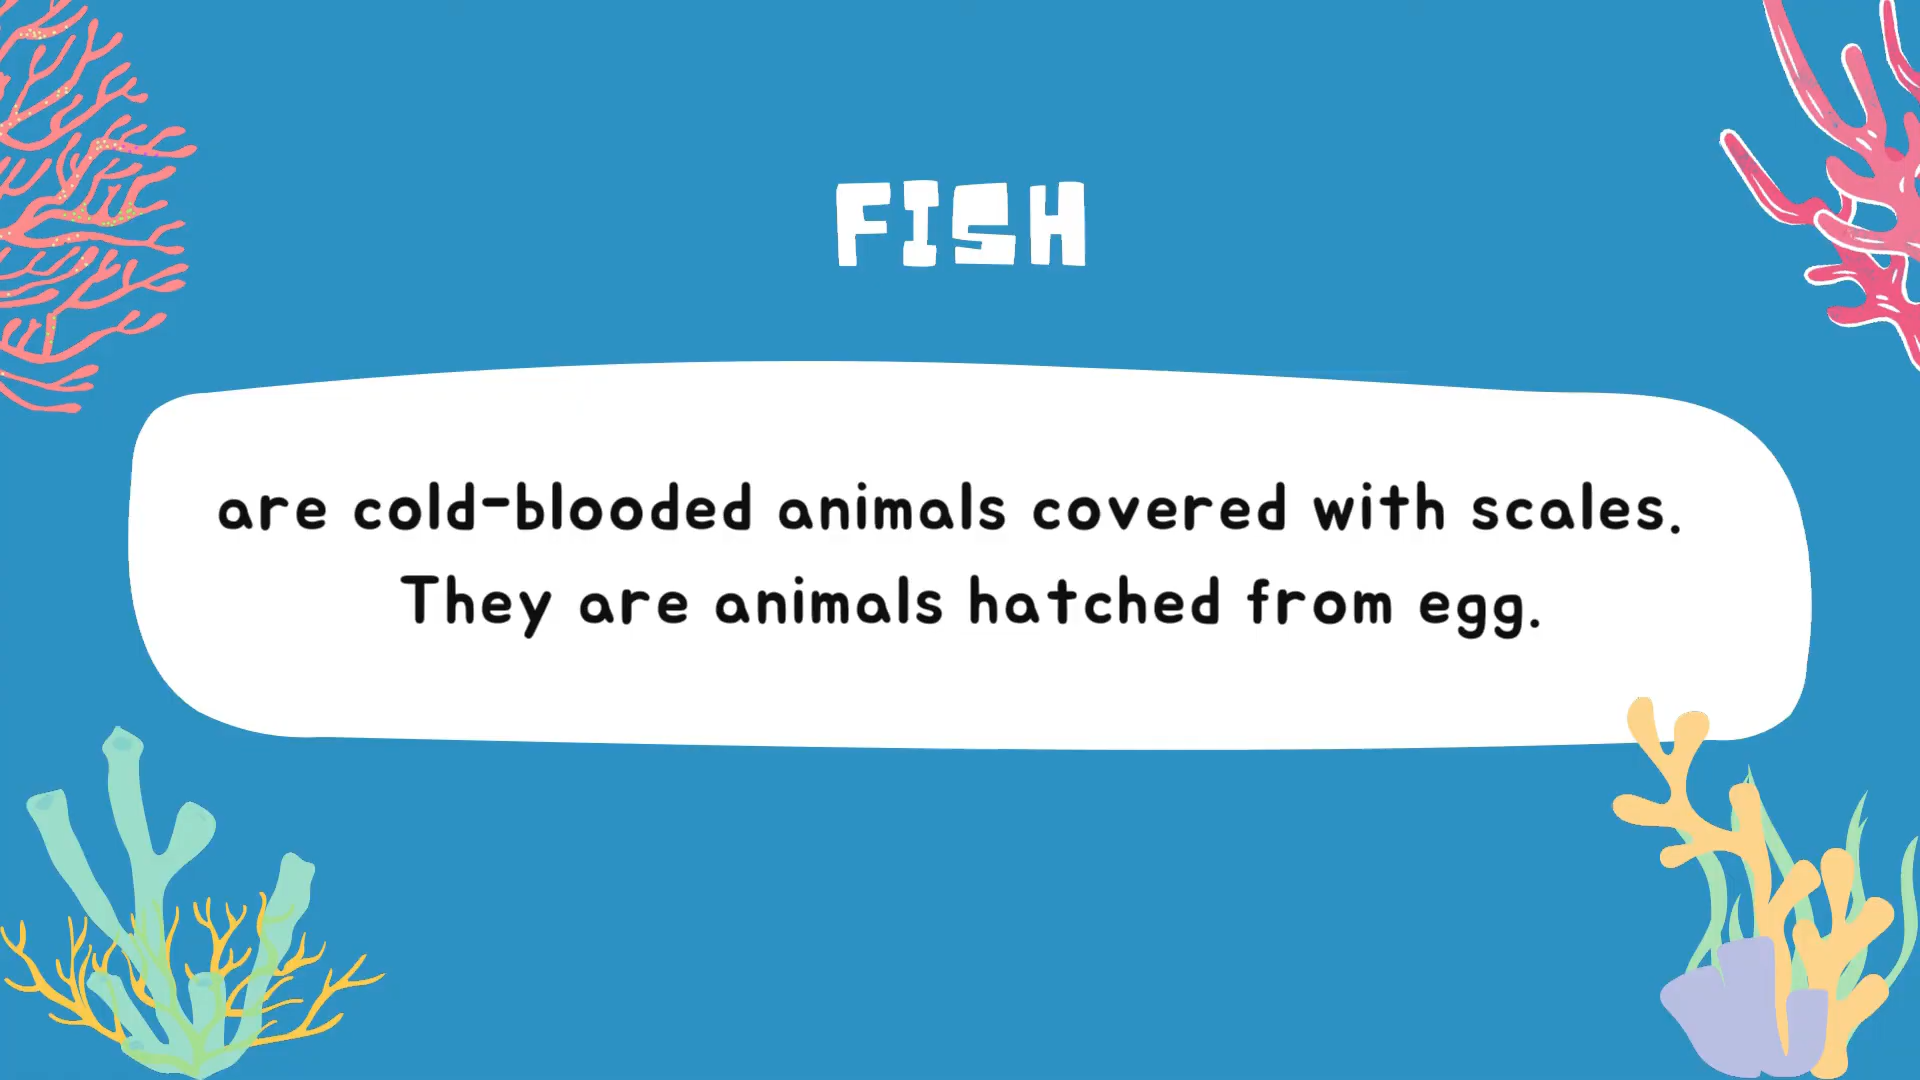 FISH
are cold-blooded animals covered with scales.
They are animals hatched from egg.